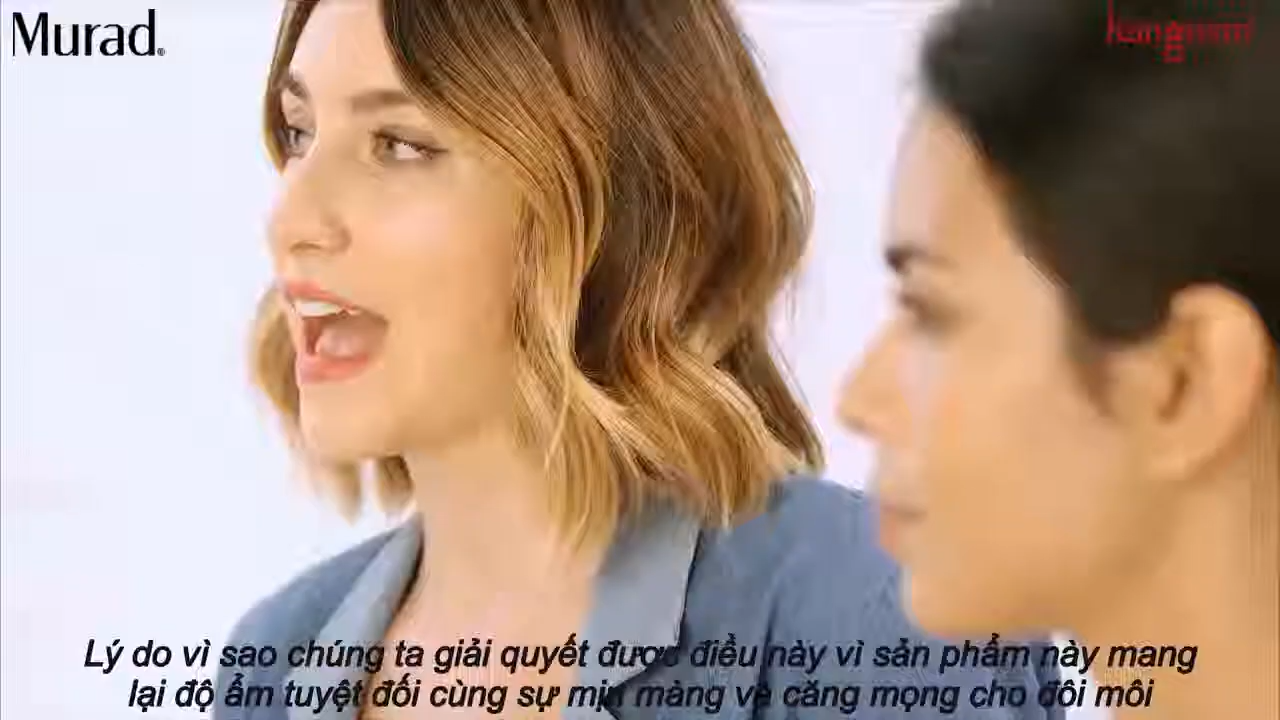 Murad.
Lý do vì sao chúng ta giải quyết được điều này vì sản phẩm này mang
lại độ ẩm tuyệt đối cùng sự mịn màng và căng mọng cho đôi môi